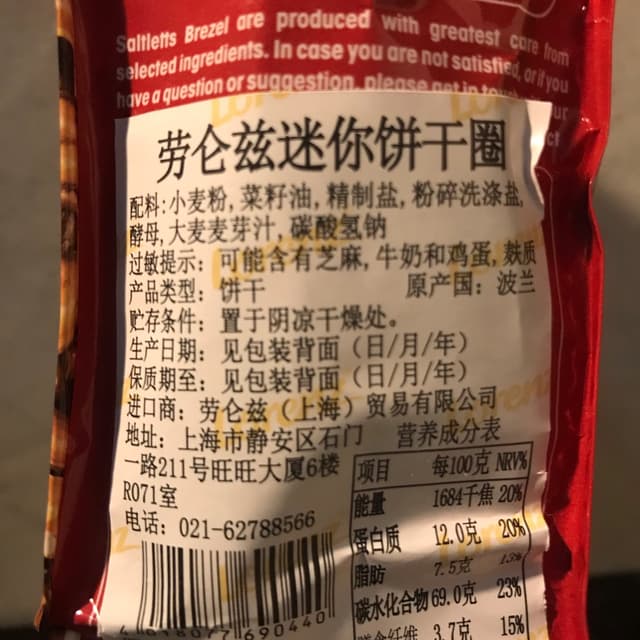 Saltletts Brezel are produced with greatest care from
selected ingredients. In case you are not satisfied, or if you
have a question or suggestion, please get in
劳仑兹迷你饼干圈
配料:小麦粉,菜籽油,精制盐,粉碎洗涤盐,
酵母,大麦麦芽汁,碳酸氢钠
过敏提示: 可能含有芝麻,牛奶和鸡蛋,麸质
产品类型: 饼干 原产国: 波兰
贮存条件: 置于阴凉干燥处。
生产日期: 见包装背面(日/月/年)
保质期至: 见包装背面(日/月/年)
进口商: 劳仑兹(上海)贸易有限公司
地址: 上海市静安区石门
一路211号旺旺大厦6楼
R071室
电话: 021-62788566
营养成分表
项目 每100克 NRV%
能量 1684千焦 20%
蛋白质 12.0克 20%
脂肪 7.5克 13%
碳水化合物 69.0克 23%
3.7克 15%
690440